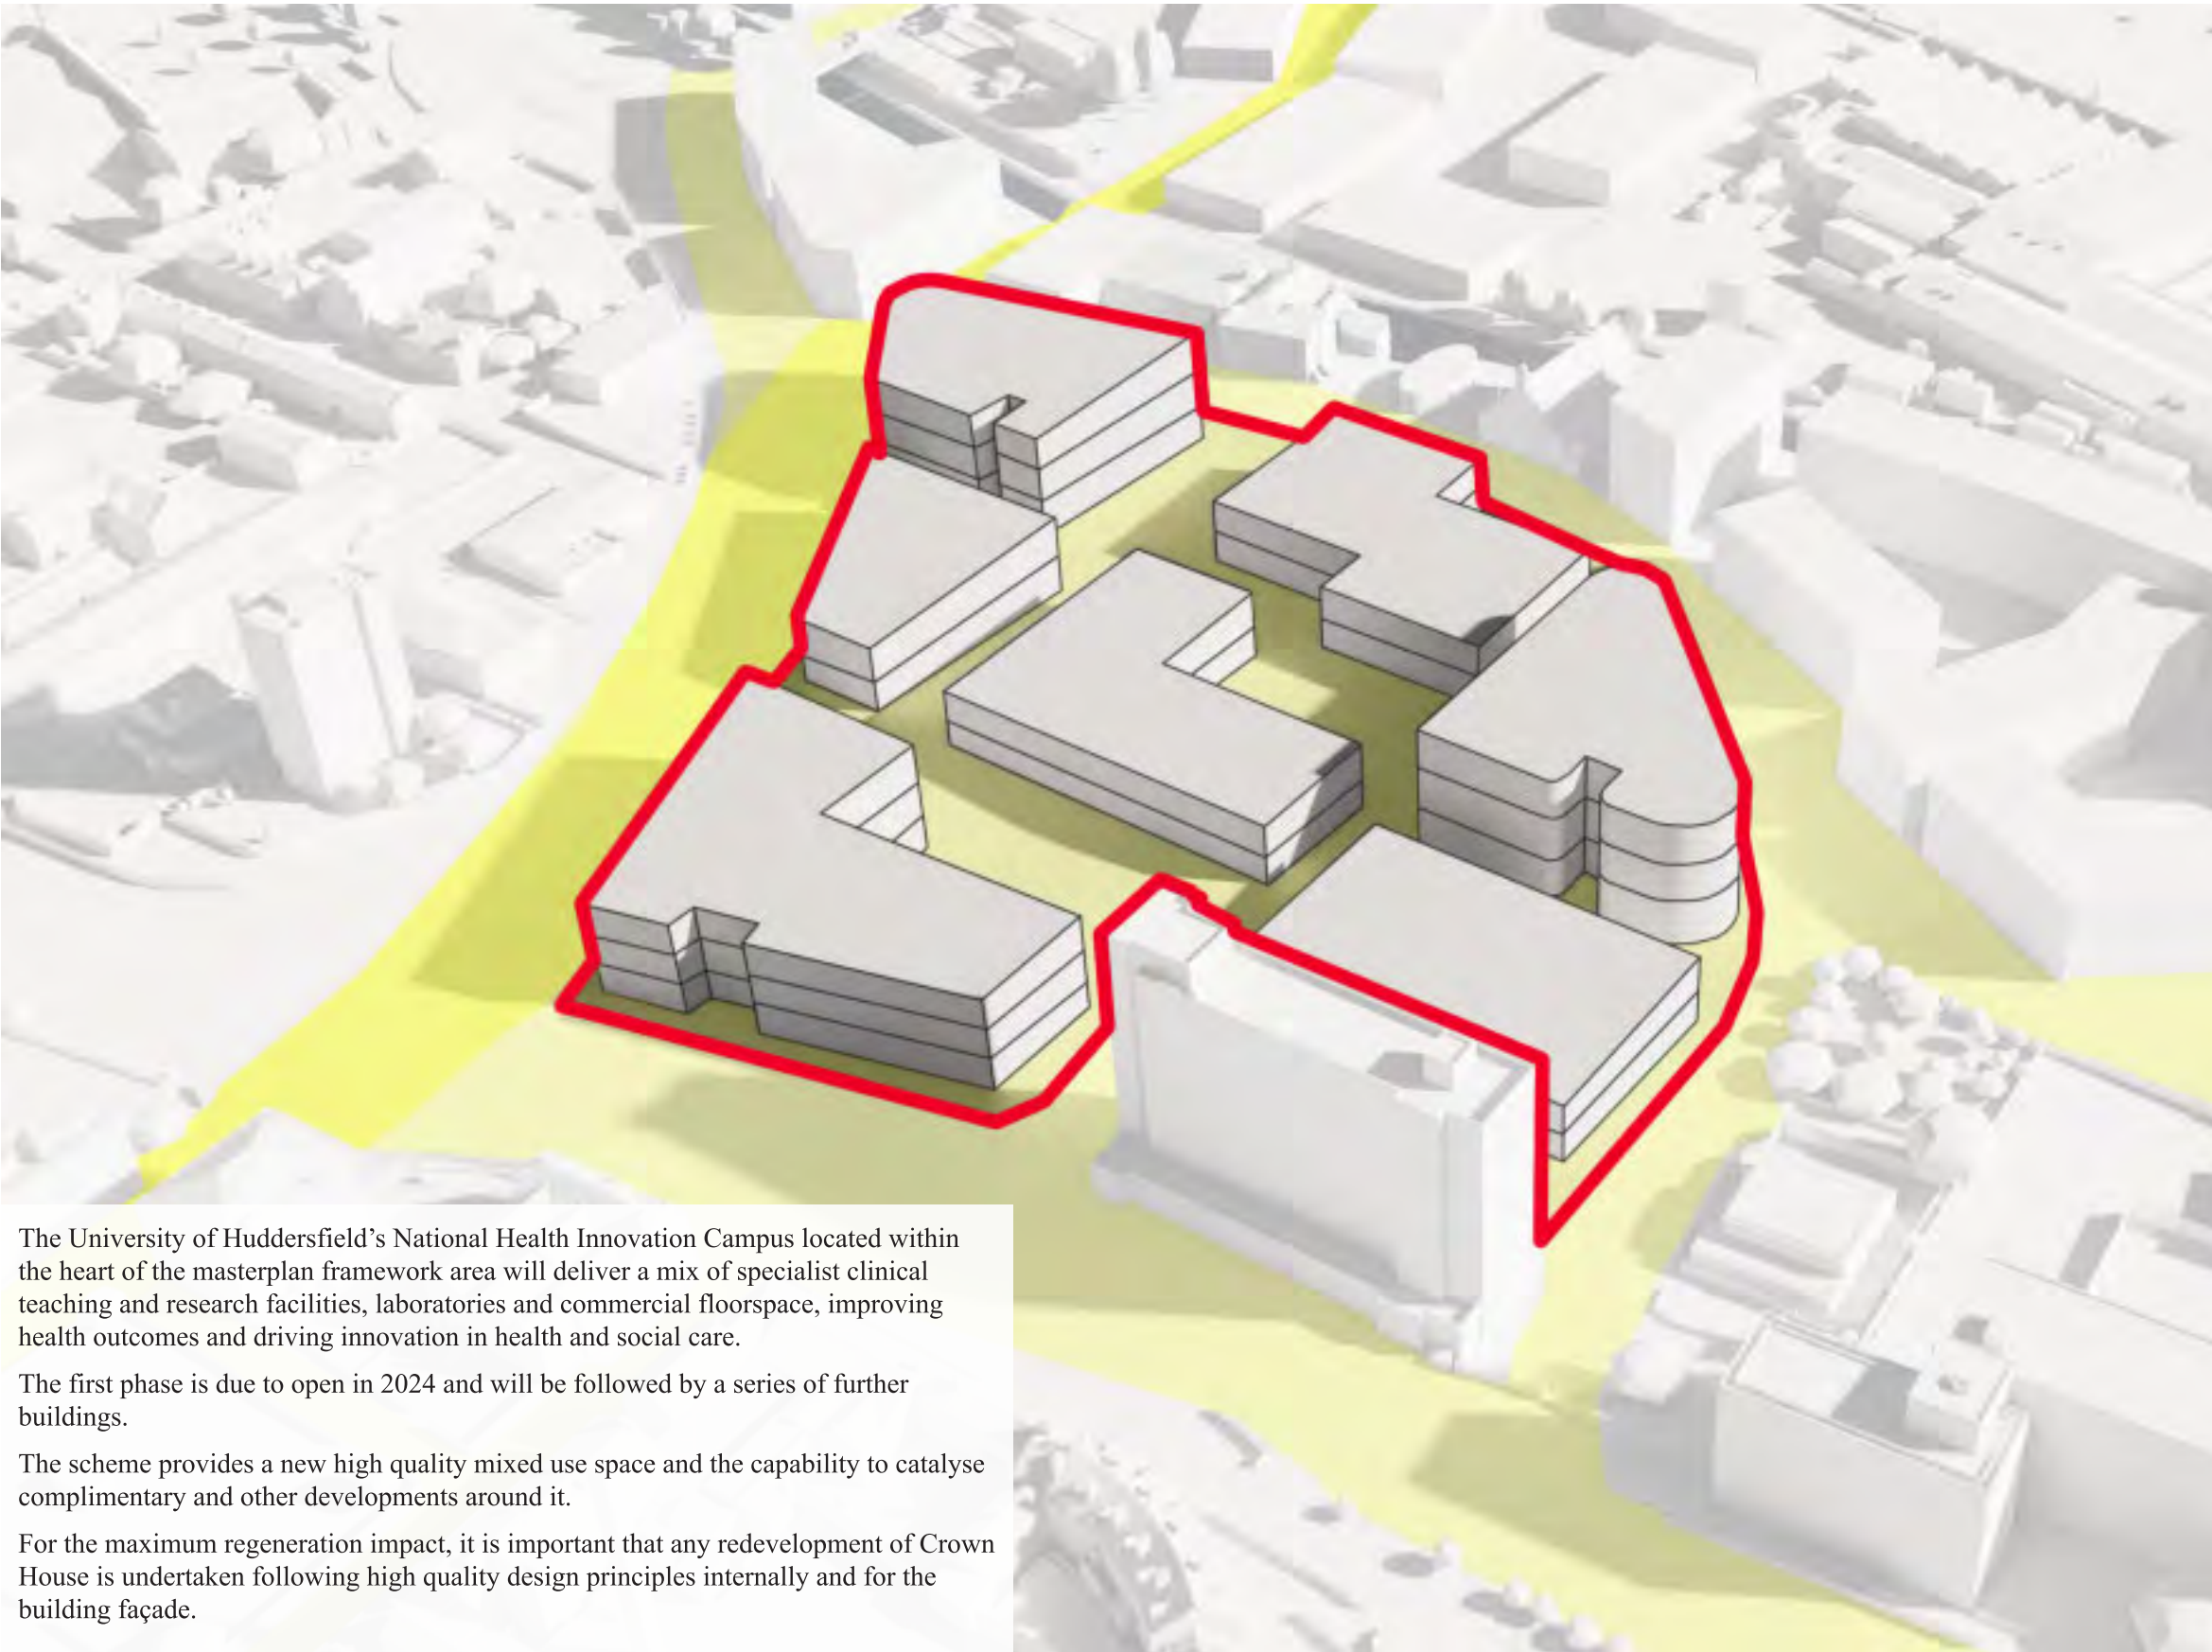 The University of Huddersfield’s National Health Innovation Campus located within
the heart of the masterplan framework area will deliver a mix of specialist clinical
teaching and research facilities, laboratories and commercial floorspace, improving
health outcomes and driving innovation in health and social care.
The first phase is due to open in 2024 and will be followed by a series of further
buildings.
The scheme provides a new high quality mixed use space and the capability to catalyse
complimentary and other developments around it.
For the maximum regeneration impact, it is important that any redevelopment of Crown
House is undertaken following high quality design principles internally and for the
building façade.